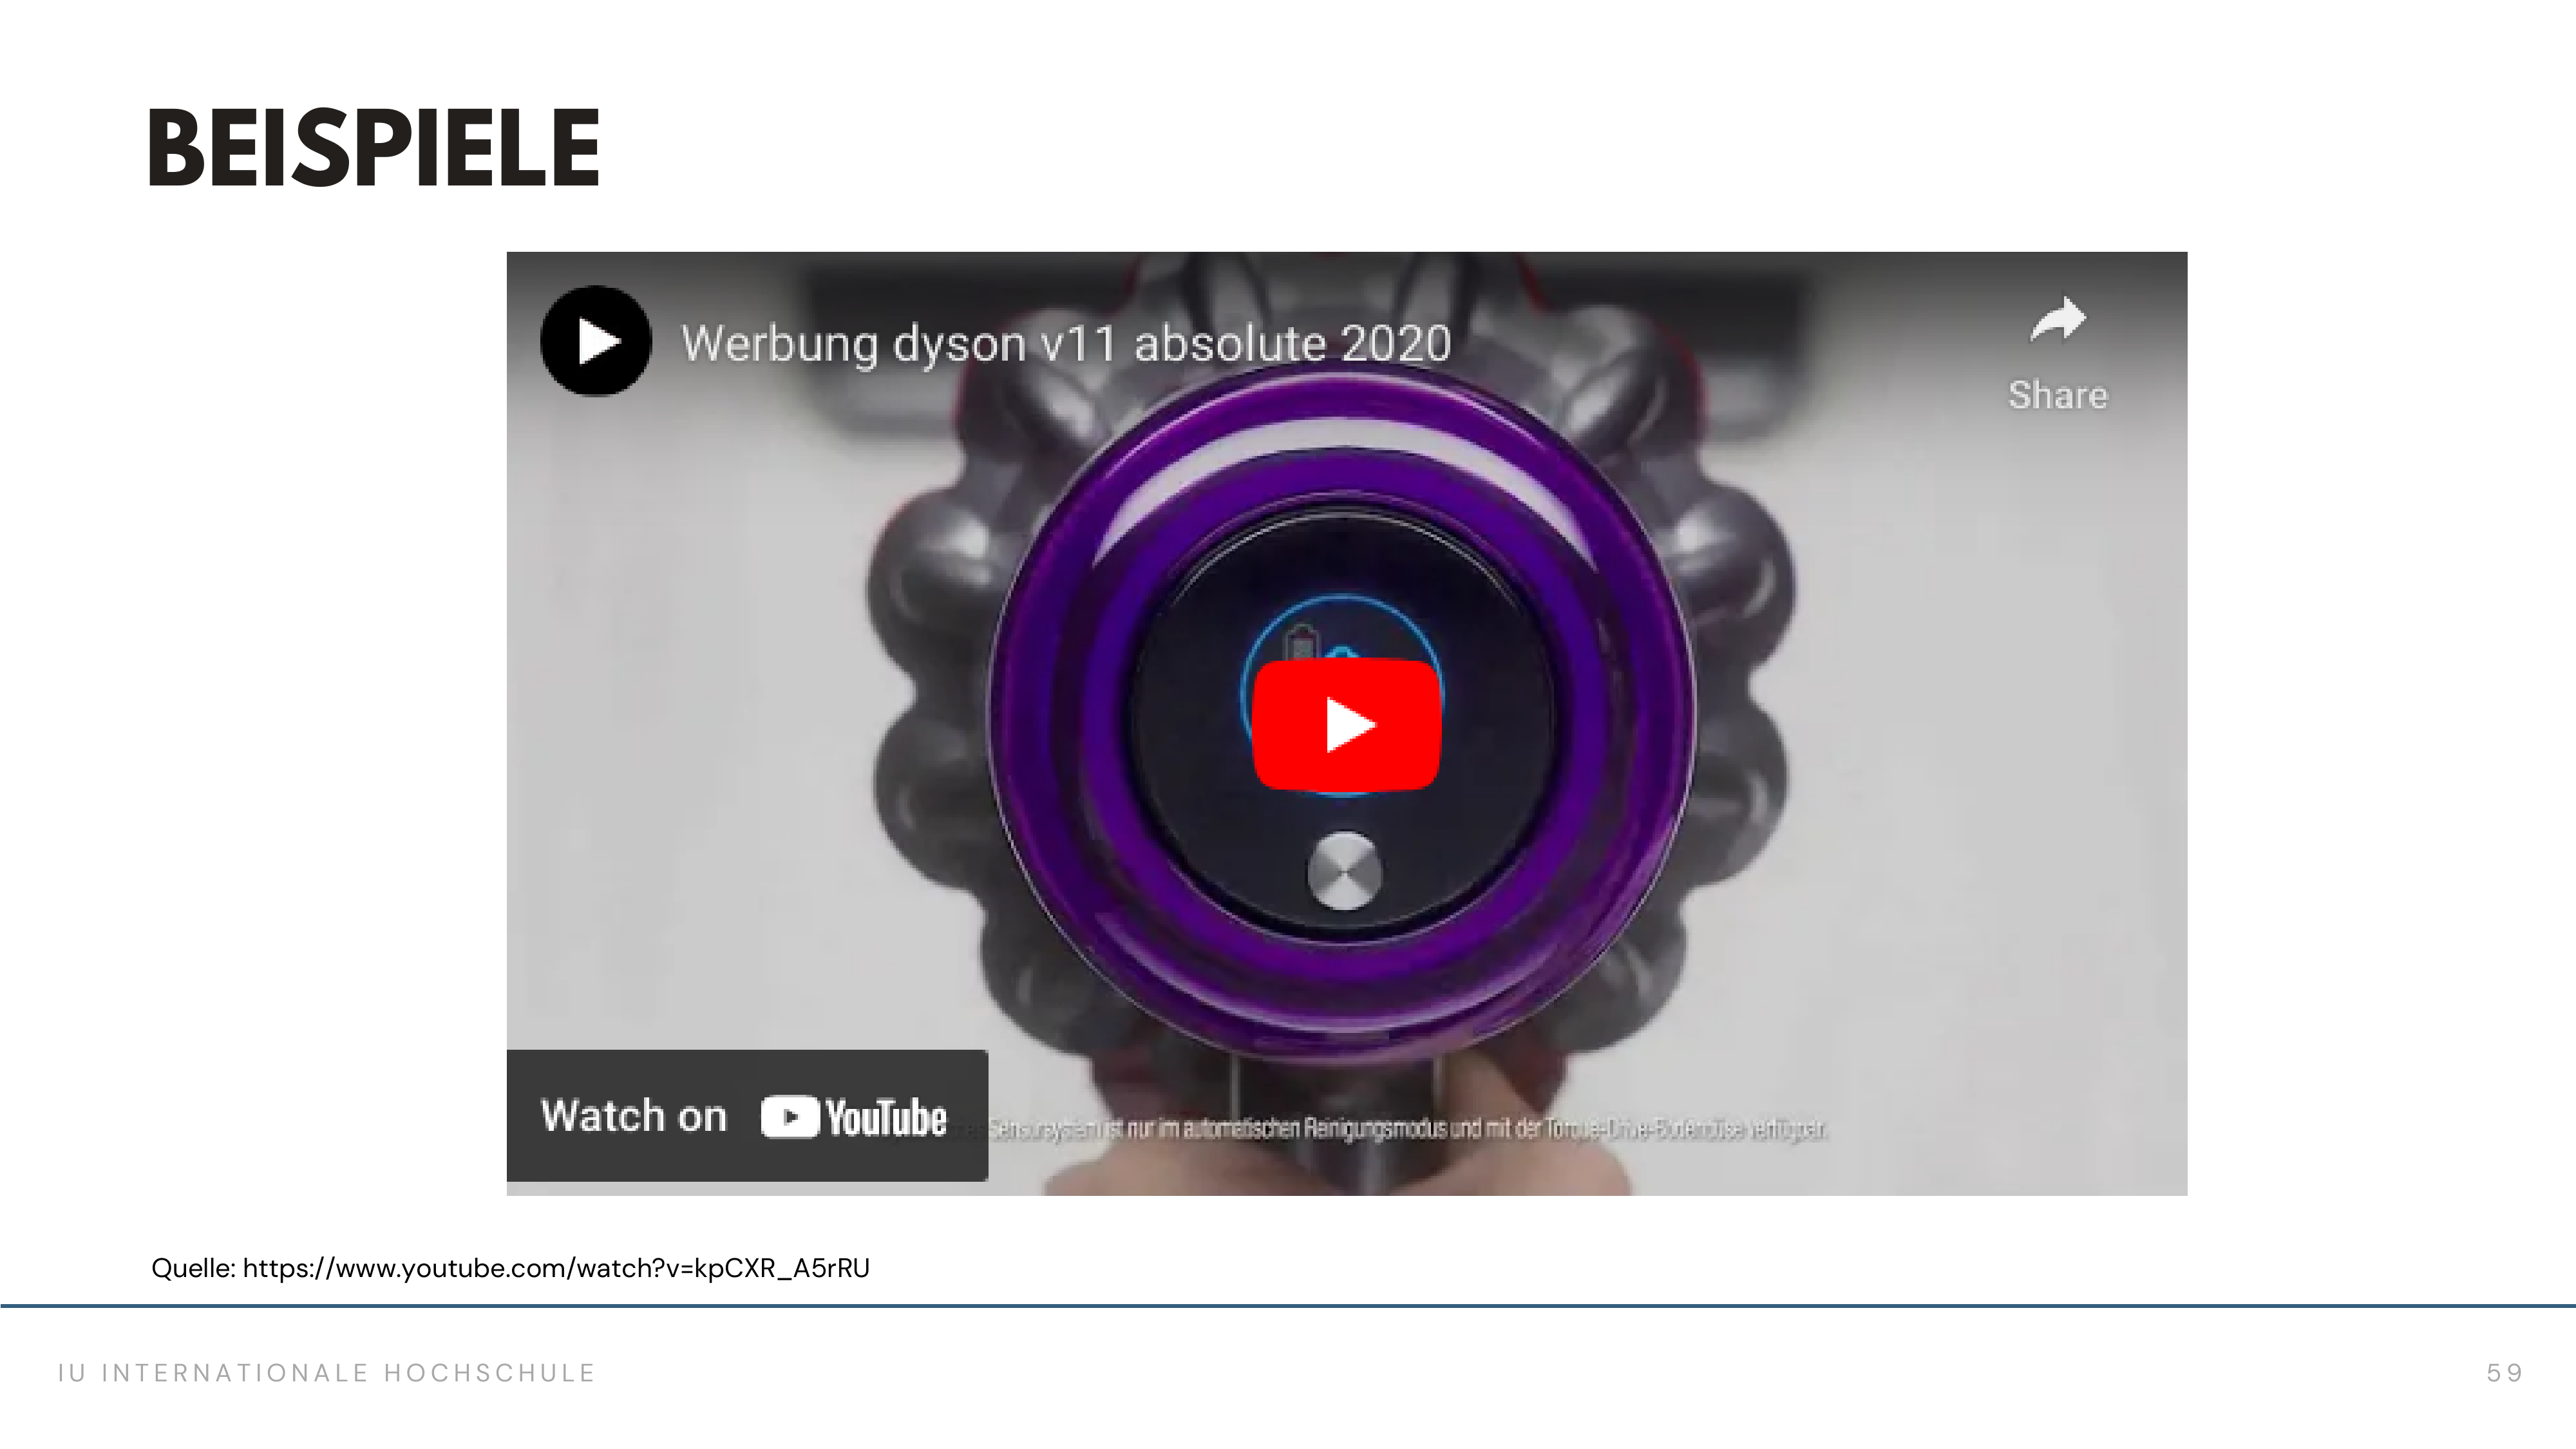 BEISPIELE
Werbung dyson v11 absolute 2020
Share
Watch on YouTube
Sensorsystem ist nur im automatischen Reinigungsmodus und mit der Torque-Drive-Bodendüse verfügbar.
Quelle: https://www.youtube.com/watch?v=kpCXR_A5rRU
IU INTERNATIONALE HOCHSCHULE
59